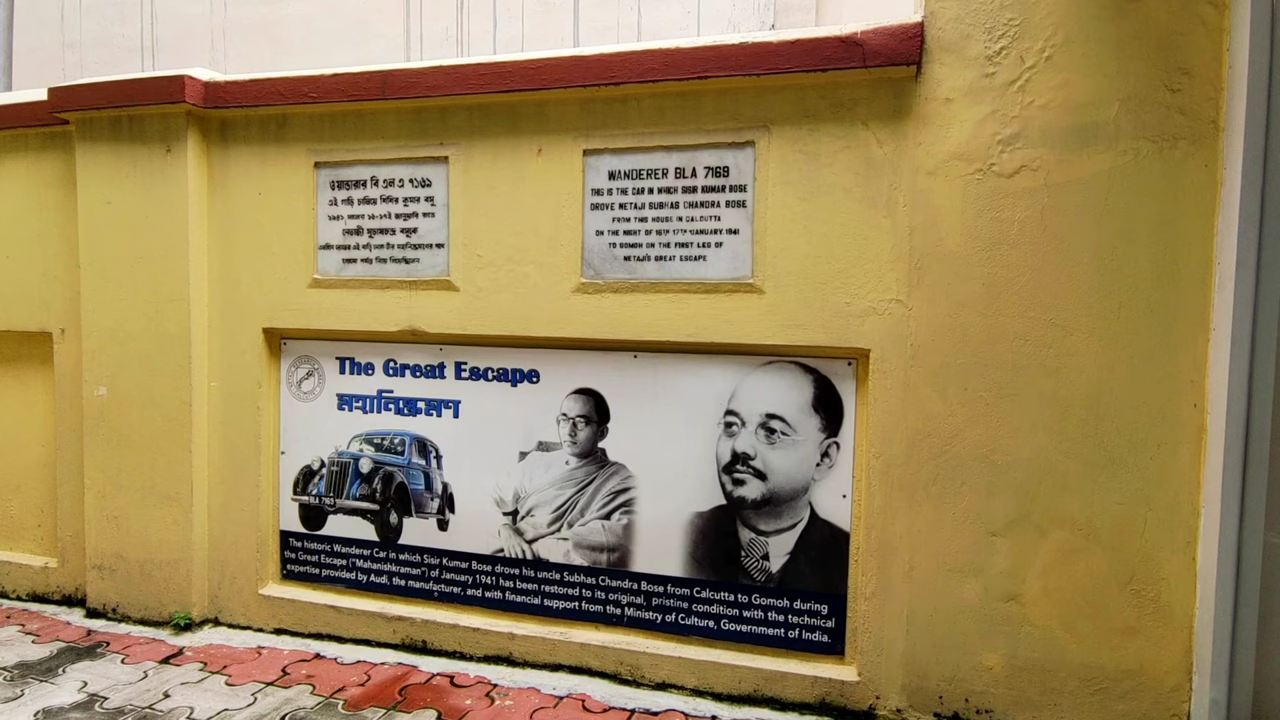 ওয়ান্ডারার বি এল এ ৭১৬৯
এই গাড়ি চালিয়ে শিশির কুমার বসু
১৯৪১ সালের ১৬-১৭ই জানুয়ারি রাতে
নেতাজী সুভাষচন্দ্র বসুকে
এই বাড়ি থেকে তাঁর মহানিষ্ক্রমণের পথে
পর্যন্ত নিয়ে গিয়েছিলেন
WANDERER BLA 7169
THIS IS THE CAR IN WHICH SISIR KUMAR BOSE
DROVE NETAJI SUBHAS CHANDRA BOSE
FROM THIS HOUSE IN CALCUTTA
ON THE NIGHT OF 16TH 17TH JANUARY.1941
TO GOMOH ON THE FIRST LEG OF
NETAJI'S GREAT ESCAPE
The Great Escape
মহানিষ্ক্রমণ
BLA 7169
The historic Wanderer Car in which Sisir Kumar Bose drove his uncle Subhas Chandra Bose from Calcutta to Gomoh during
the Great Escape ("Mahanishkraman") of January 1941 has been restored to its original, pristine condition with the technical
expertise provided by Audi, the manufacturer, and with financial support from the Ministry of Culture, Government of India.